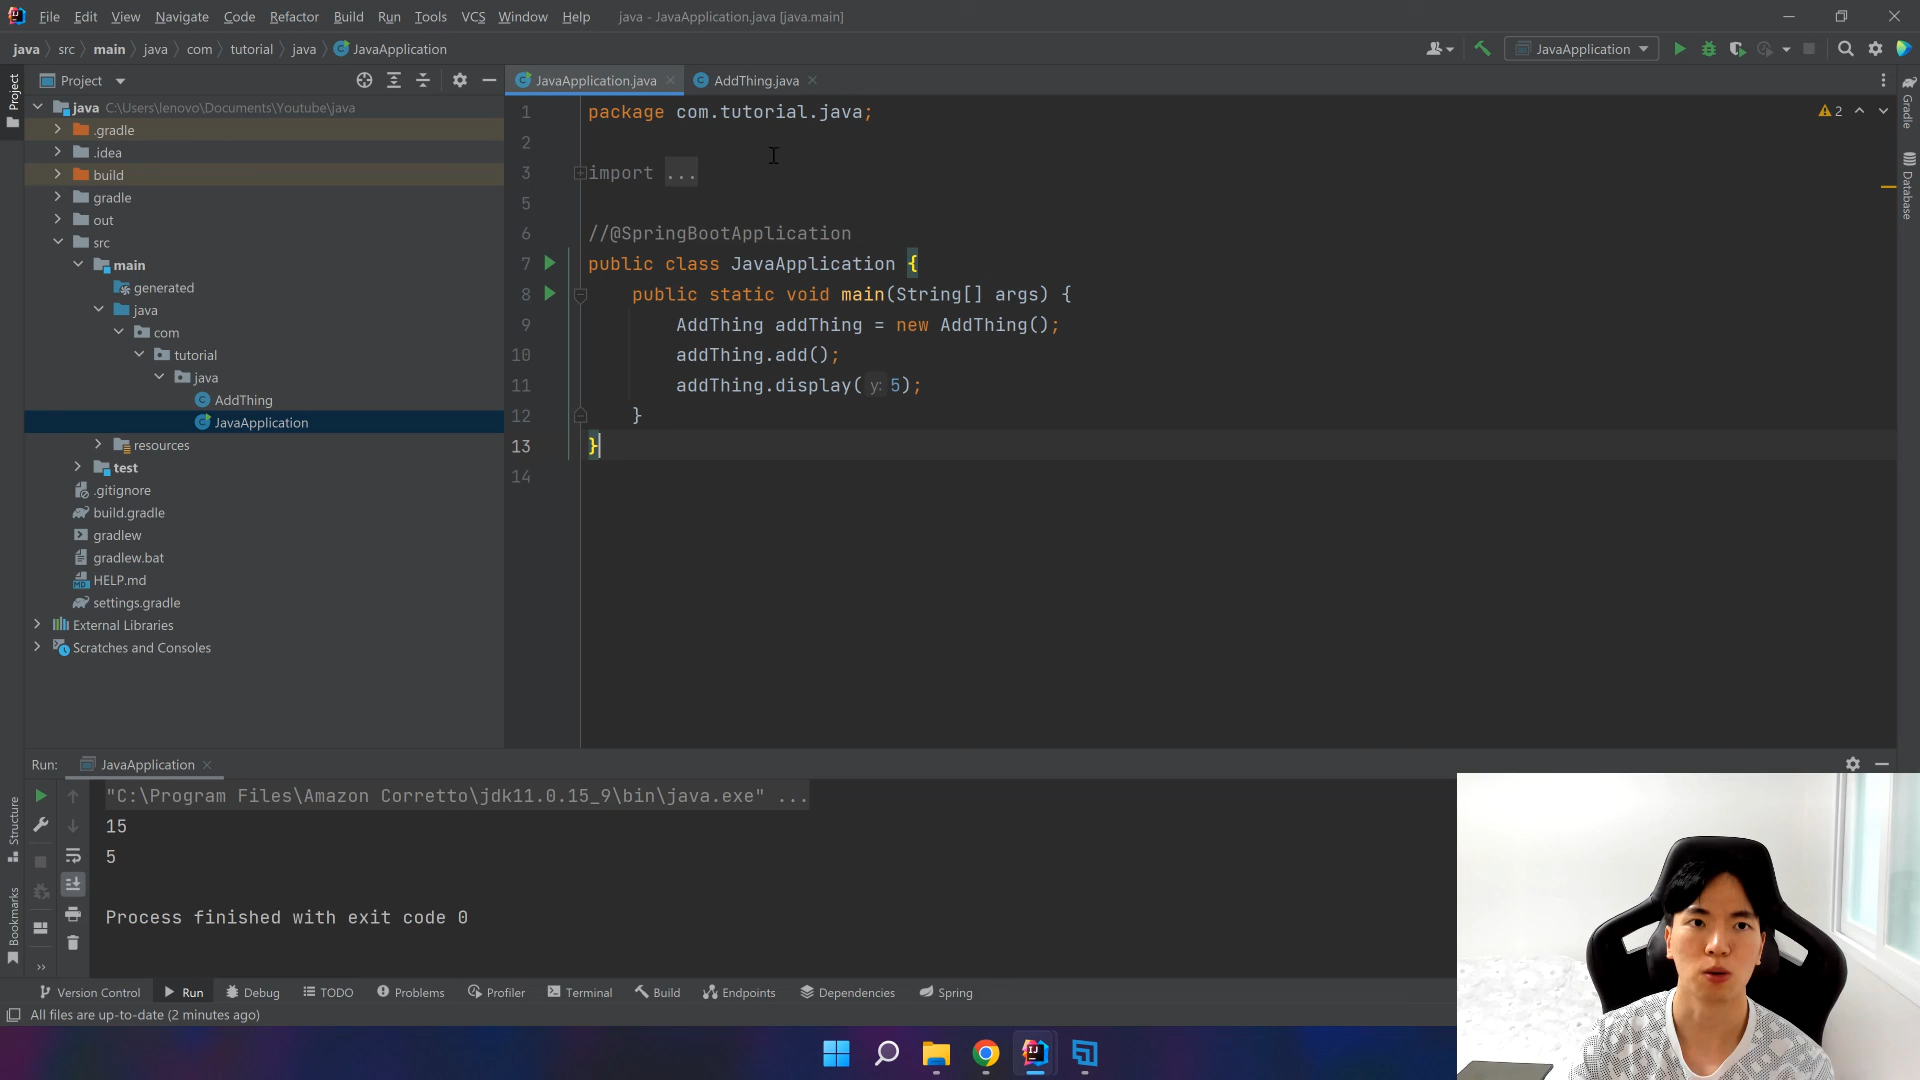 File Edit View Navigate Code Refactor Build Run Tools VCS Window Help java - JavaApplication.java [java.main]
java src main java com tutorial java JavaApplication
JavaApplication
Project
JavaApplication.java AddThing.java
java C:\Users\lenovo\Documents\Youtube\java
.gradle
.idea
build
gradle
out
src
main
generated
java
com
tutorial
java
AddThing
JavaApplication
resources
test
.gitignore
build.gradle
gradlew
gradlew.bat
HELP.md
settings.gradle
External Libraries
Scratches and Consoles
1 package com.tutorial.java;
2
3 import ...
5
6 //@SpringBootApplication
7 public class JavaApplication {
8 public static void main(String[] args) {
9 AddThing addThing = new AddThing();
10 addThing.add();
11 addThing.display( y: 5);
12 }
13 }
14
2
Project
Structure
Bookmarks
Gradle
Database
Run: JavaApplication
"C:\Program Files\Amazon Corretto\jdk11.0.15_9\bin\java.exe" ...
15
5
Process finished with exit code 0
Version Control Run Debug TODO Problems Profiler Terminal Build Endpoints Dependencies Spring
All files are up-to-date (2 minutes ago)